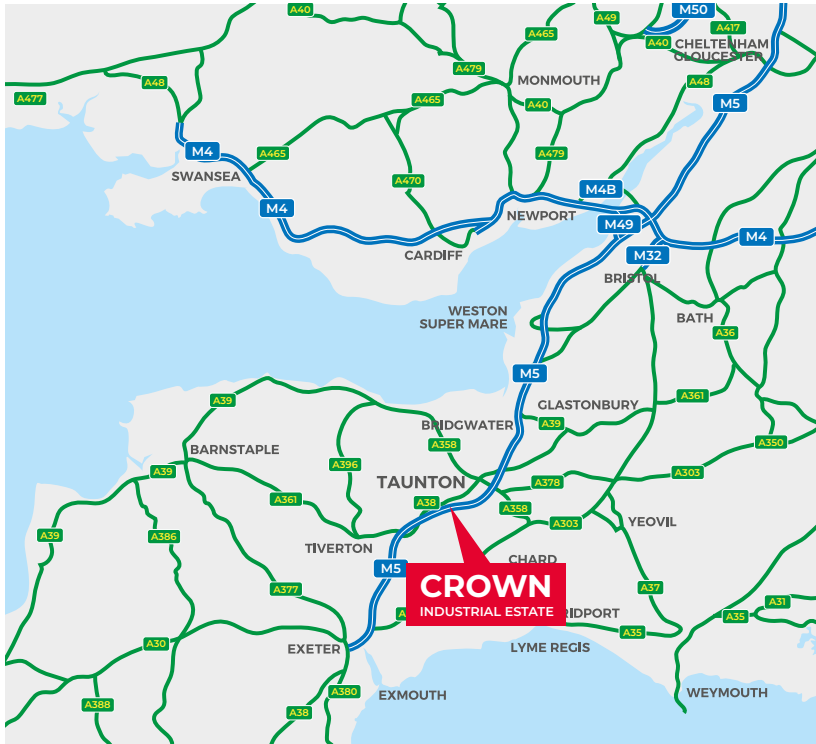 M50
A40
A49
A417
A465
A40
CHELTENHAM
GLOUCESTER
A479
MONMOUTH
A48
A48
A477
A465
A40
M5
M4
A465
A479
SWANSEA
A470
M4B
M4
NEWPORT
M49
M4
CARDIFF
M32
BRISTOL
WESTON
SUPER MARE
BATH
A36
M5
A39
GLASTONBURY
A361
BRIDGWATER
A39
A350
BARNSTAPLE
A358
A39
A396
A303
TAUNTON
A378
A361
A38
A358
A303
YEOVIL
A39
A386
TIVERTON
CHARD
M5
CROWN
INDUSTRIAL ESTATE
A377
A37
A31
RIDPORT
A35
A35
A30
EXETER
LYME REGIS
A380
EXMOUTH
WEYMOUTH
A388
A38